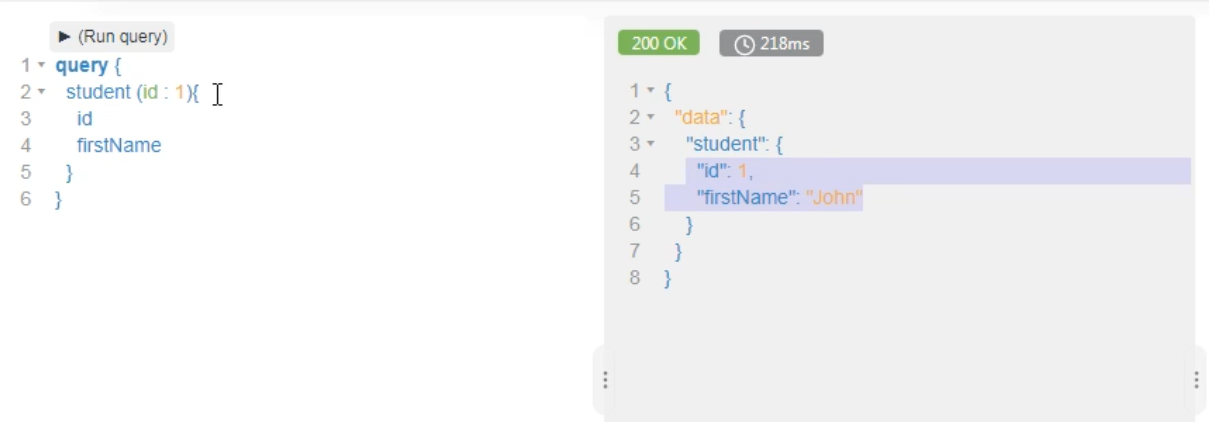 ▶ (Run query)
1 query {
2 student (id : 1){
3 id
4 firstName
5 }
6 }
200 OK 218ms
1 {
2 "data": {
3 "student": {
4 "id": 1,
5 "firstName": "John"
6 }
7 }
8 }